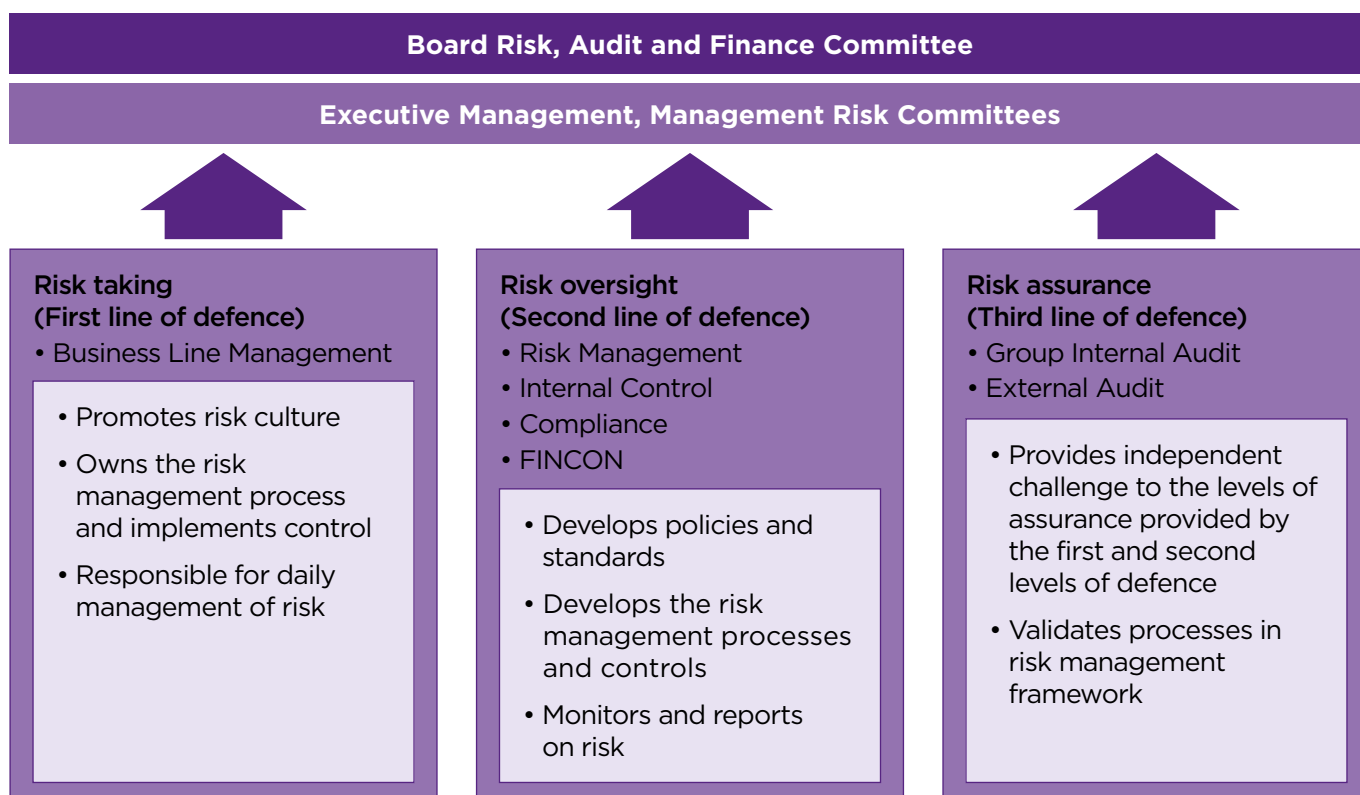 Board Risk, Audit and Finance Committee
Executive Management, Management Risk Committees
Risk taking
(First line of defence)
• Business Line Management
• Promotes risk culture
• Owns the risk
management process
and implements control
• Responsible for daily
management of risk
Risk oversight
(Second line of defence)
• Risk Management
• Internal Control
• Compliance
• FINCON
• Develops policies and
standards
• Develops the risk
management processes
and controls
• Monitors and reports
on risk
Risk assurance
(Third line of defence)
• Group Internal Audit
• External Audit
• Provides independent
challenge to the levels of
assurance provided by
the first and second
levels of defence
• Validates processes in
risk management
framework